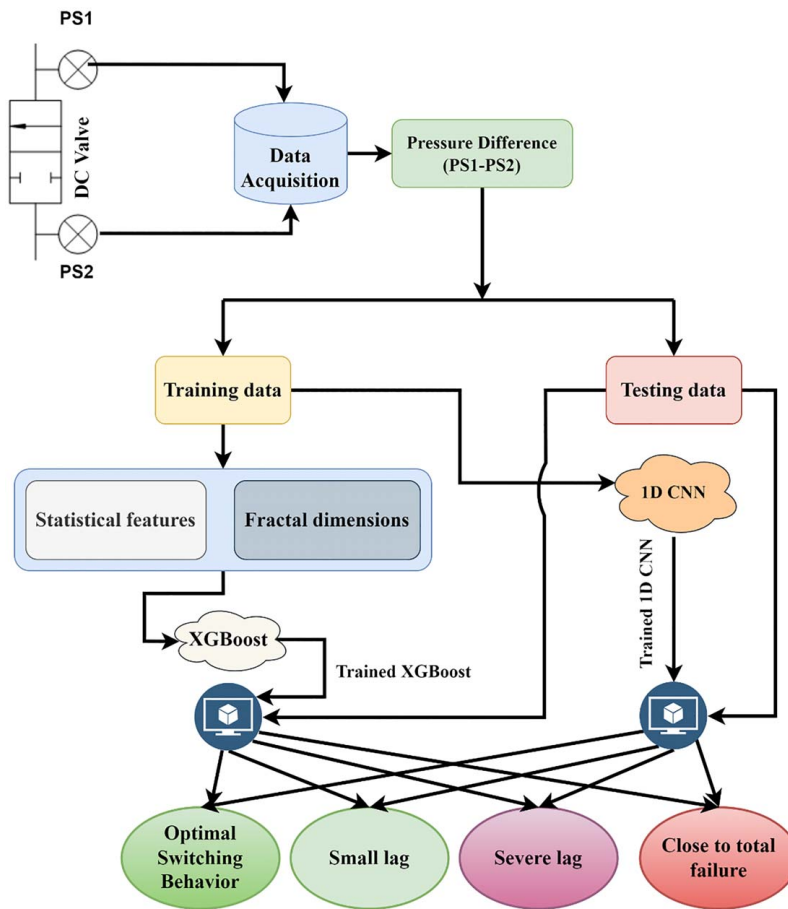 PS1
DC Valve
PS2
Data
Acquisition
Pressure Difference
(PS1-PS2)
Training data
Testing data
Statistical features
Fractal dimensions
1D CNN
XGBoost
Trained XGBoost
Trained 1D CNN
Optimal
Switching
Behavior
Small lag
Severe lag
Close to total
failure